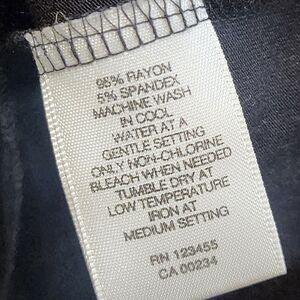 95% RAYON
5% SPANDEX
MACHINE WASH
IN COOL
WATER AT A
GENTLE SETTING
ONLY NON-CHLORINE
BLEACH WHEN NEEDED
TUMBLE DRY AT
LOW TEMPERATURE
IRON AT
MEDIUM SETTING
RN 123455
CA 00234